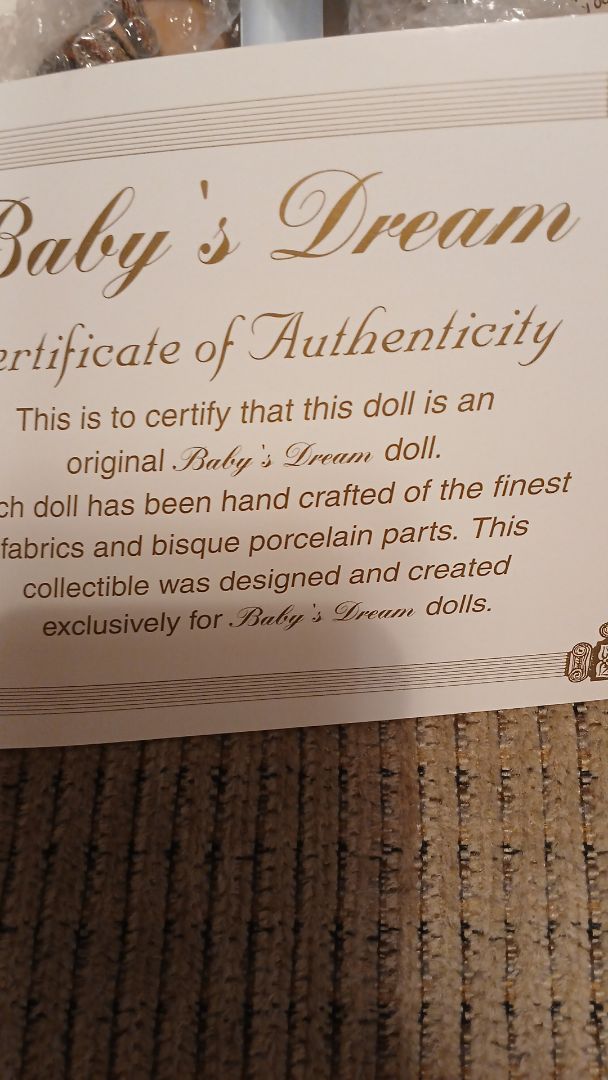 Baby's Dream
ertificate of Authenticity
This is to certify that this doll is an
original Baby's Dream doll.
ch doll has been hand crafted of the finest
fabrics and bisque porcelain parts. This
collectible was designed and created
exclusively for Baby's Dream dolls.